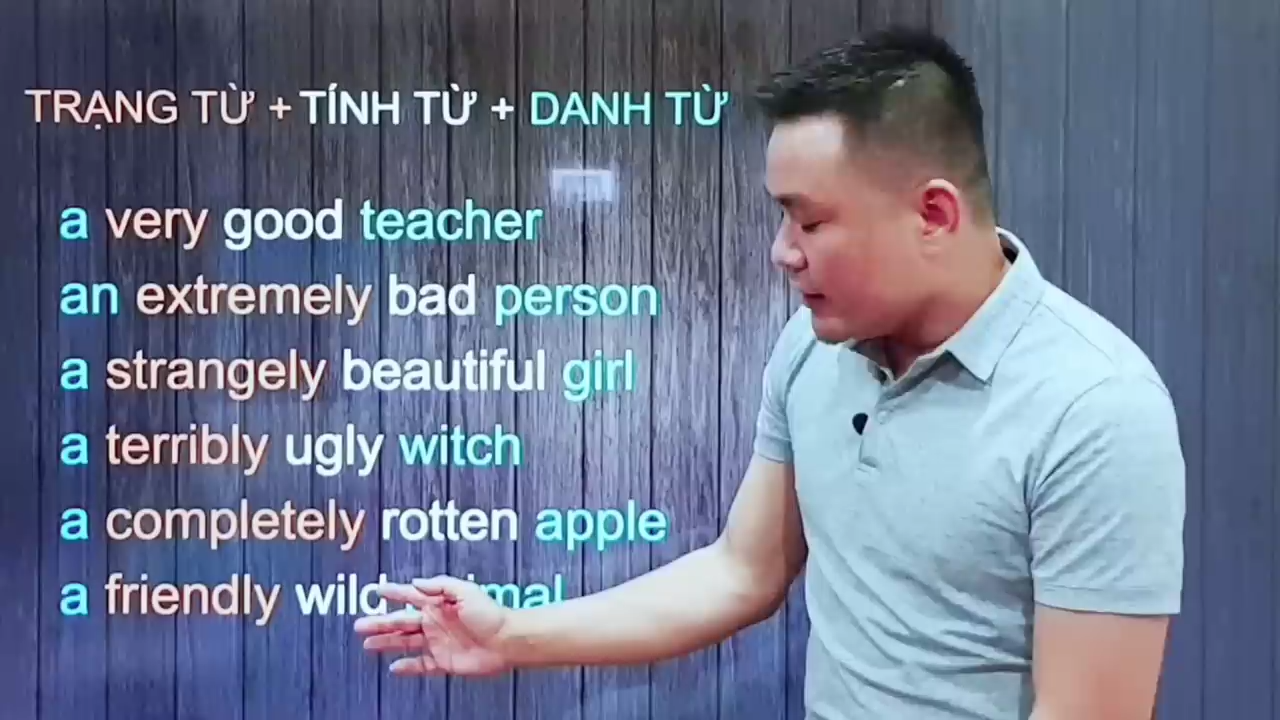 TRẠNG TỪ + TÍNH TỪ + DANH TỪ
a very good teacher
an extremely bad person
a strangely beautiful girl
a terribly ugly witch
a completely rotten apple
a friendly wild animal